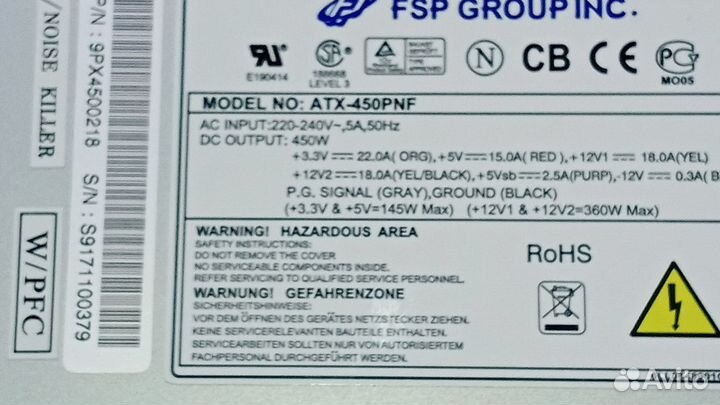 FSP GROUP INC.
E190414
188668
LEVEL 3
N
CB
CE
PG
MO05
MODEL NO: ATX-450PNF
AC INPUT:220-240V~,5A,50Hz
DC OUTPUT: 450W
+3.3V⎓22.0A( ORG),+5V⎓15.0A( RED ),+12V1⎓18.0A(YEL)
+12V2⎓18.0A(YEL/BLACK),+5Vsb⎓2.5A(PURP),-12V⎓0.3A( B
P.G. SIGNAL (GRAY),GROUND (BLACK)
(+3.3V & +5V=145W Max) (+12V1 & +12V2=360W Max)
WARNING! HAZARDOUS AREA
SAFETY INSTRUCTIONS:
DO NOT REMOVE THE COVER
NO SERVICEABLE COMPONENTS INSIDE.
REFER SERVICING TO QUALIFIED SERVICE PERSONNEL.
WARNUNG! GEFAHRENZONE
SICHERHEITSHINWEISE:
VOR DEM ÖFFNEN DES GERÄTES NETZSTECKER ZIEHEN.
KEINE SERVICERELEVANTEN BAUTEILE ENTHALTEN.
SERVICEARBEITEN SOLLTEN NUR VON AUTORISIERTEM
FACHPERSONAL DURCHGEFÜHRT WERDEN
RoHS
P/N : 9PX4500218 S/N : S9171100379
/NOISE KILLER
W/PFC
Avito